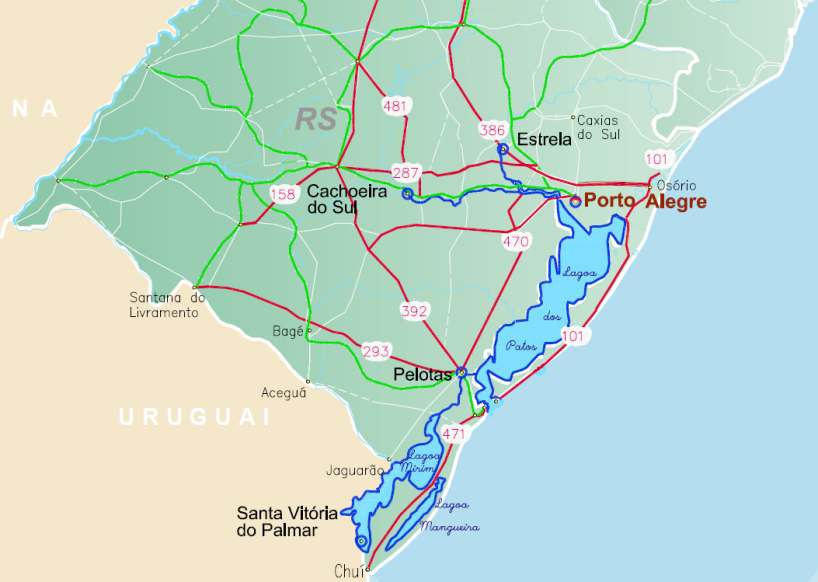 N A
RS
481
386
Estrela
Caxias
do Sul
101
287
158
Cachoeira
do Sul
Osório
Porto Alegre
470
Lagoa
dos
Patos
Santana do
Livramento
392
Bagé
293
101
Pelotas
Aceguá
URUGUAI
471
Lagoa
Mirim
Jaguarão
Santa Vitória
do Palmar
Lagoa
Mangueira
Chuí